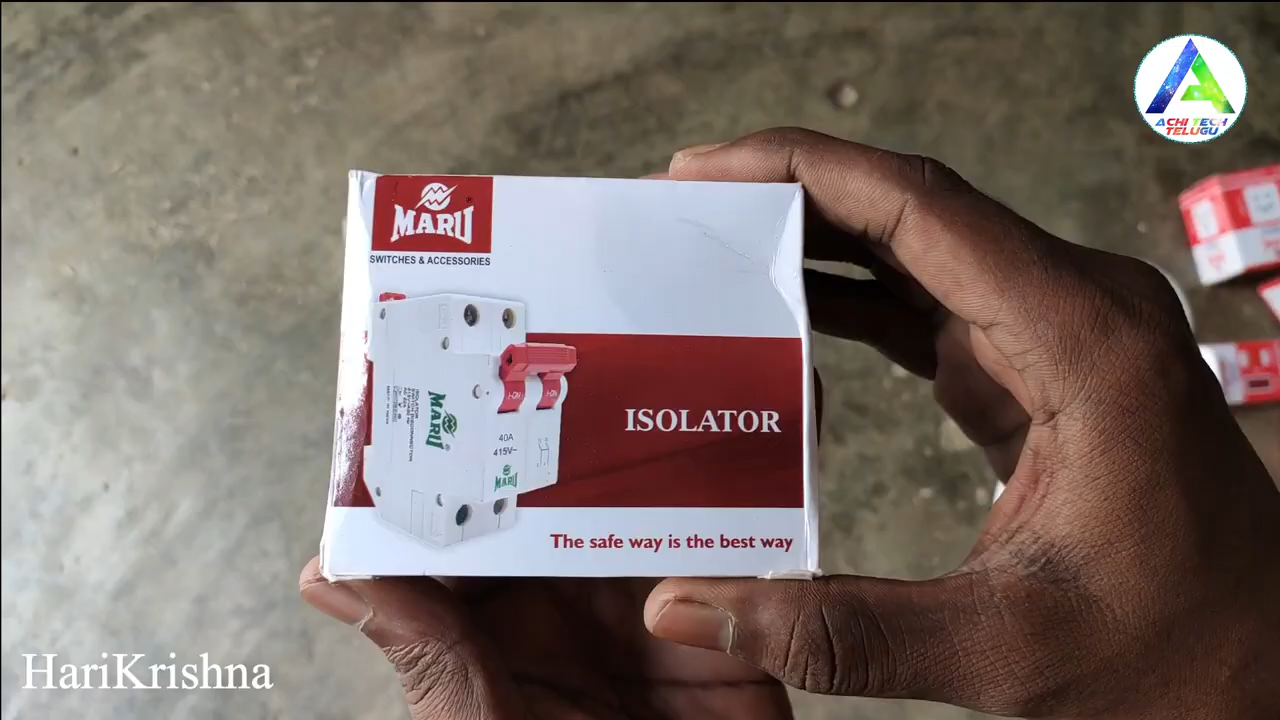 ACHI TECH
TELUGU
MARU
®
SWITCHES & ACCESSORIES
ISOLATOR
MARU
40A
415V~
MARU
The safe way is the best way
HariKrishna